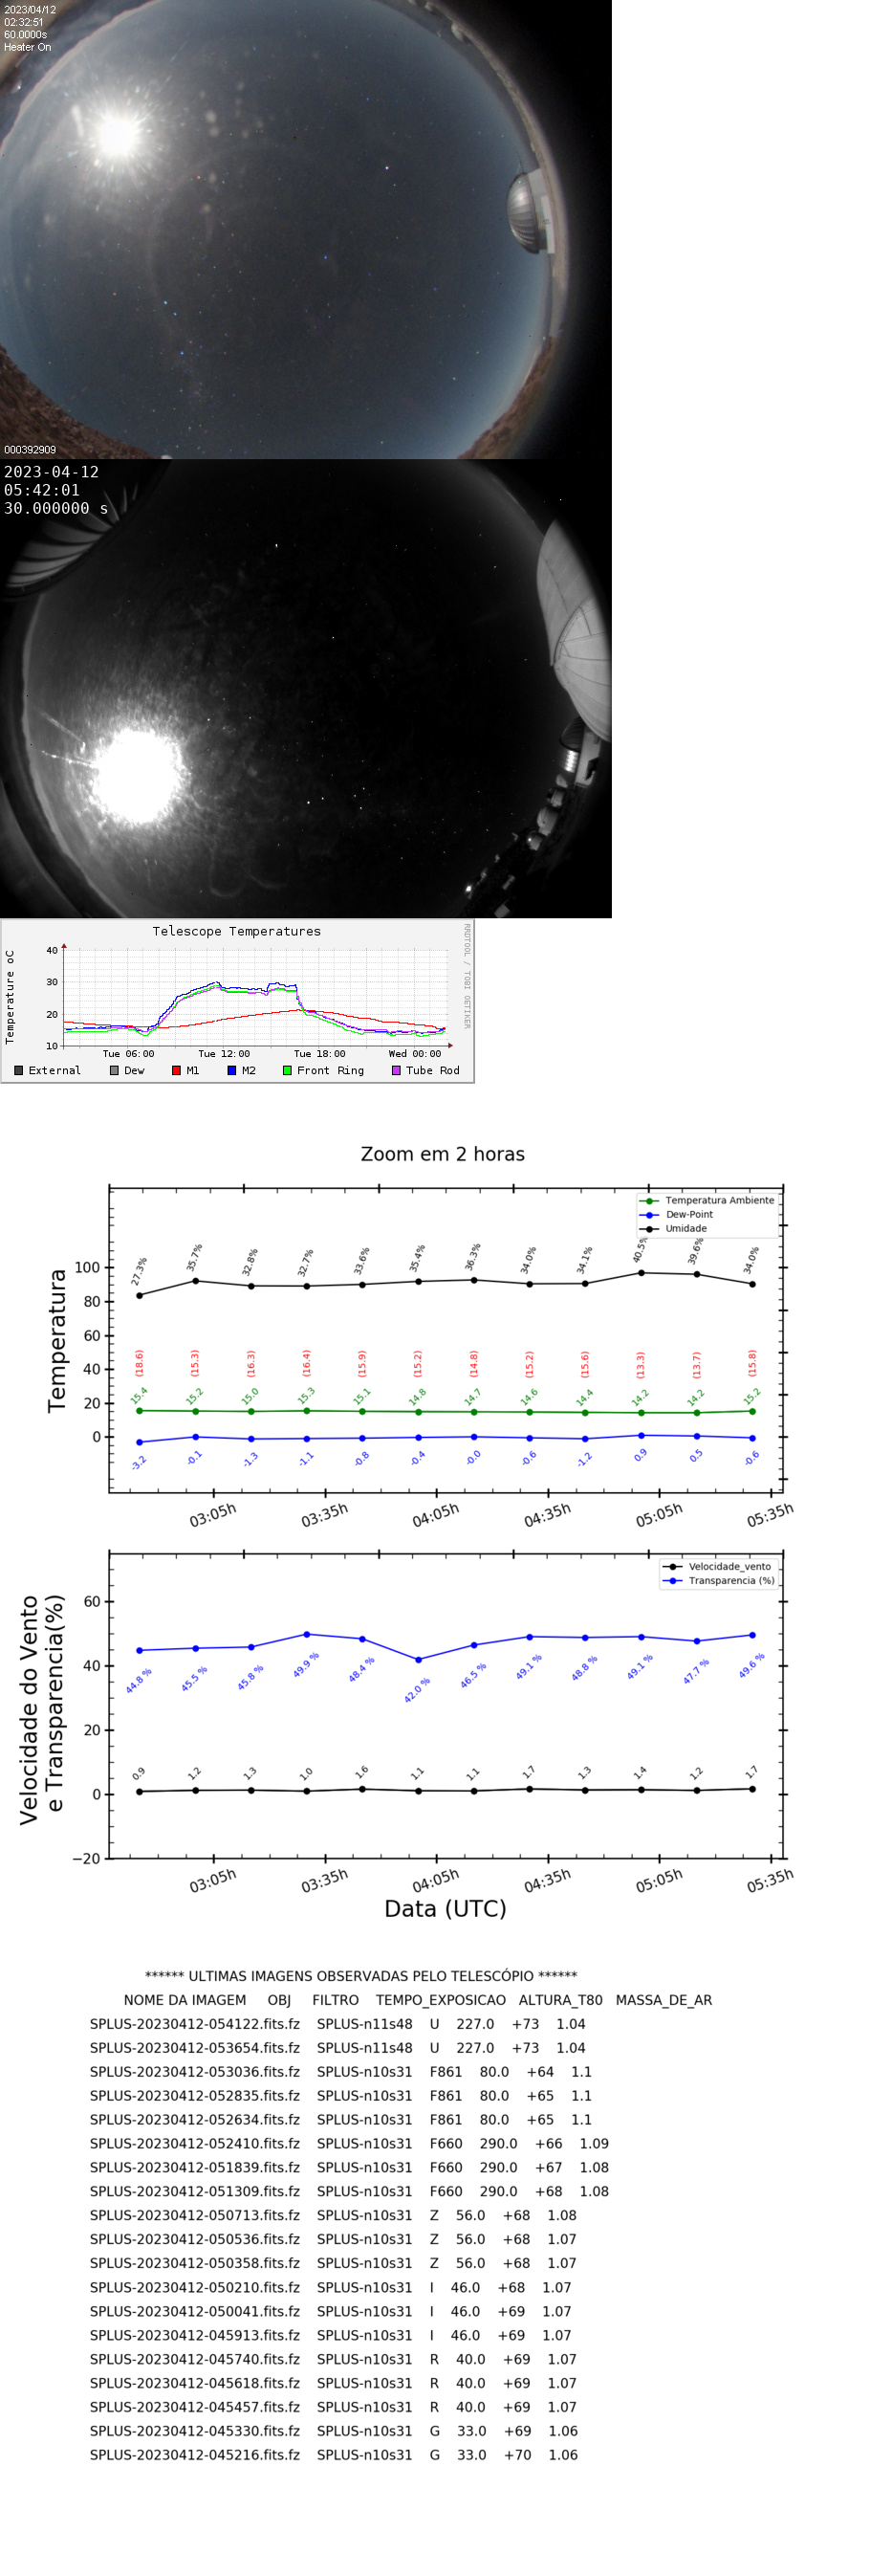 2023/04/12
02:32:51
60.0000s
Heater On
000392909
2023-04-12
05:42:01
30.000000 s
Telescope Temperatures
Temperature oC
RRDTOOL / TOBI OETIKER
40
30
20
10
Tue 06:00 Tue 12:00 Tue 18:00 Wed 00:00
External Dew M1 M2 Front Ring Tube Rod
Zoom em 2 horas
Temperatura
Temperatura Ambiente
Dew-Point
Umidade
100
80
60
40
20
0
27.3% 35.7% 32.8% 32.7% 33.6% 35.4% 36.3% 34.0% 34.1% 40.5% 39.6% 34.0%
(18.6) (15.3) (16.3) (16.4) (15.9) (15.2) (14.8) (15.2) (15.6) (13.3) (13.7) (15.8)
15.4 15.2 15.0 15.3 15.1 14.8 14.7 14.6 14.4 14.2 14.2 15.2
-3.2 -0.1 -1.3 -1.1 -0.8 -0.4 -0.0 -0.6 -1.2 0.9 0.5 -0.6
03:05h 03:35h 04:05h 04:35h 05:05h 05:35h
Velocidade do Vento
e Transparencia(%)
Velocidade_vento
Transparencia (%)
60
40
20
0
−20
44.8 % 45.5 % 45.8 % 49.9 % 48.4 % 42.0 % 46.5 % 49.1 % 48.8 % 49.1 % 47.7 % 49.6 %
0.9 1.2 1.3 1.0 1.6 1.1 1.1 1.7 1.3 1.4 1.2 1.7
03:05h 03:35h 04:05h 04:35h 05:05h 05:35h
Data (UTC)
****** ULTIMAS IMAGENS OBSERVADAS PELO TELESCÓPIO ******
NOME DA IMAGEM OBJ FILTRO TEMPO_EXPOSICAO ALTURA_T80 MASSA_DE_AR
SPLUS-20230412-054122.fits.fz SPLUS-n11s48 U 227.0 +73 1.04
SPLUS-20230412-053654.fits.fz SPLUS-n11s48 U 227.0 +73 1.04
SPLUS-20230412-053036.fits.fz SPLUS-n10s31 F861 80.0 +64 1.1
SPLUS-20230412-052835.fits.fz SPLUS-n10s31 F861 80.0 +65 1.1
SPLUS-20230412-052634.fits.fz SPLUS-n10s31 F861 80.0 +65 1.1
SPLUS-20230412-052410.fits.fz SPLUS-n10s31 F660 290.0 +66 1.09
SPLUS-20230412-051839.fits.fz SPLUS-n10s31 F660 290.0 +67 1.08
SPLUS-20230412-051309.fits.fz SPLUS-n10s31 F660 290.0 +68 1.08
SPLUS-20230412-050713.fits.fz SPLUS-n10s31 Z 56.0 +68 1.08
SPLUS-20230412-050536.fits.fz SPLUS-n10s31 Z 56.0 +68 1.07
SPLUS-20230412-050358.fits.fz SPLUS-n10s31 Z 56.0 +68 1.07
SPLUS-20230412-050210.fits.fz SPLUS-n10s31 I 46.0 +68 1.07
SPLUS-20230412-050041.fits.fz SPLUS-n10s31 I 46.0 +69 1.07
SPLUS-20230412-045913.fits.fz SPLUS-n10s31 I 46.0 +69 1.07
SPLUS-20230412-045740.fits.fz SPLUS-n10s31 R 40.0 +69 1.07
SPLUS-20230412-045618.fits.fz SPLUS-n10s31 R 40.0 +69 1.07
SPLUS-20230412-045457.fits.fz SPLUS-n10s31 R 40.0 +69 1.07
SPLUS-20230412-045330.fits.fz SPLUS-n10s31 G 33.0 +69 1.06
SPLUS-20230412-045216.fits.fz SPLUS-n10s31 G 33.0 +70 1.06